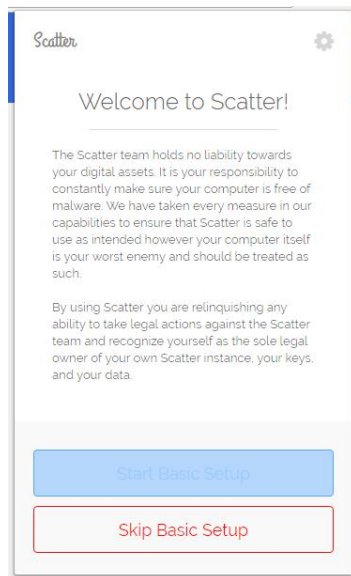 Scatter
Welcome to Scatter!
The Scatter team holds no liability towards
your digital assets. It is your responsibility to
constantly make sure your computer is free of
malware. We have taken every measure in our
capabilities to ensure that Scatter is safe to
use as intended however your computer itself
is your worst enemy and should be treated as
such.
By using Scatter you are relinquishing any
ability to take legal actions against the Scatter
team and recognize yourself as the sole legal
owner of your own Scatter instance, your keys,
and your data.
Start Basic Setup
Skip Basic Setup